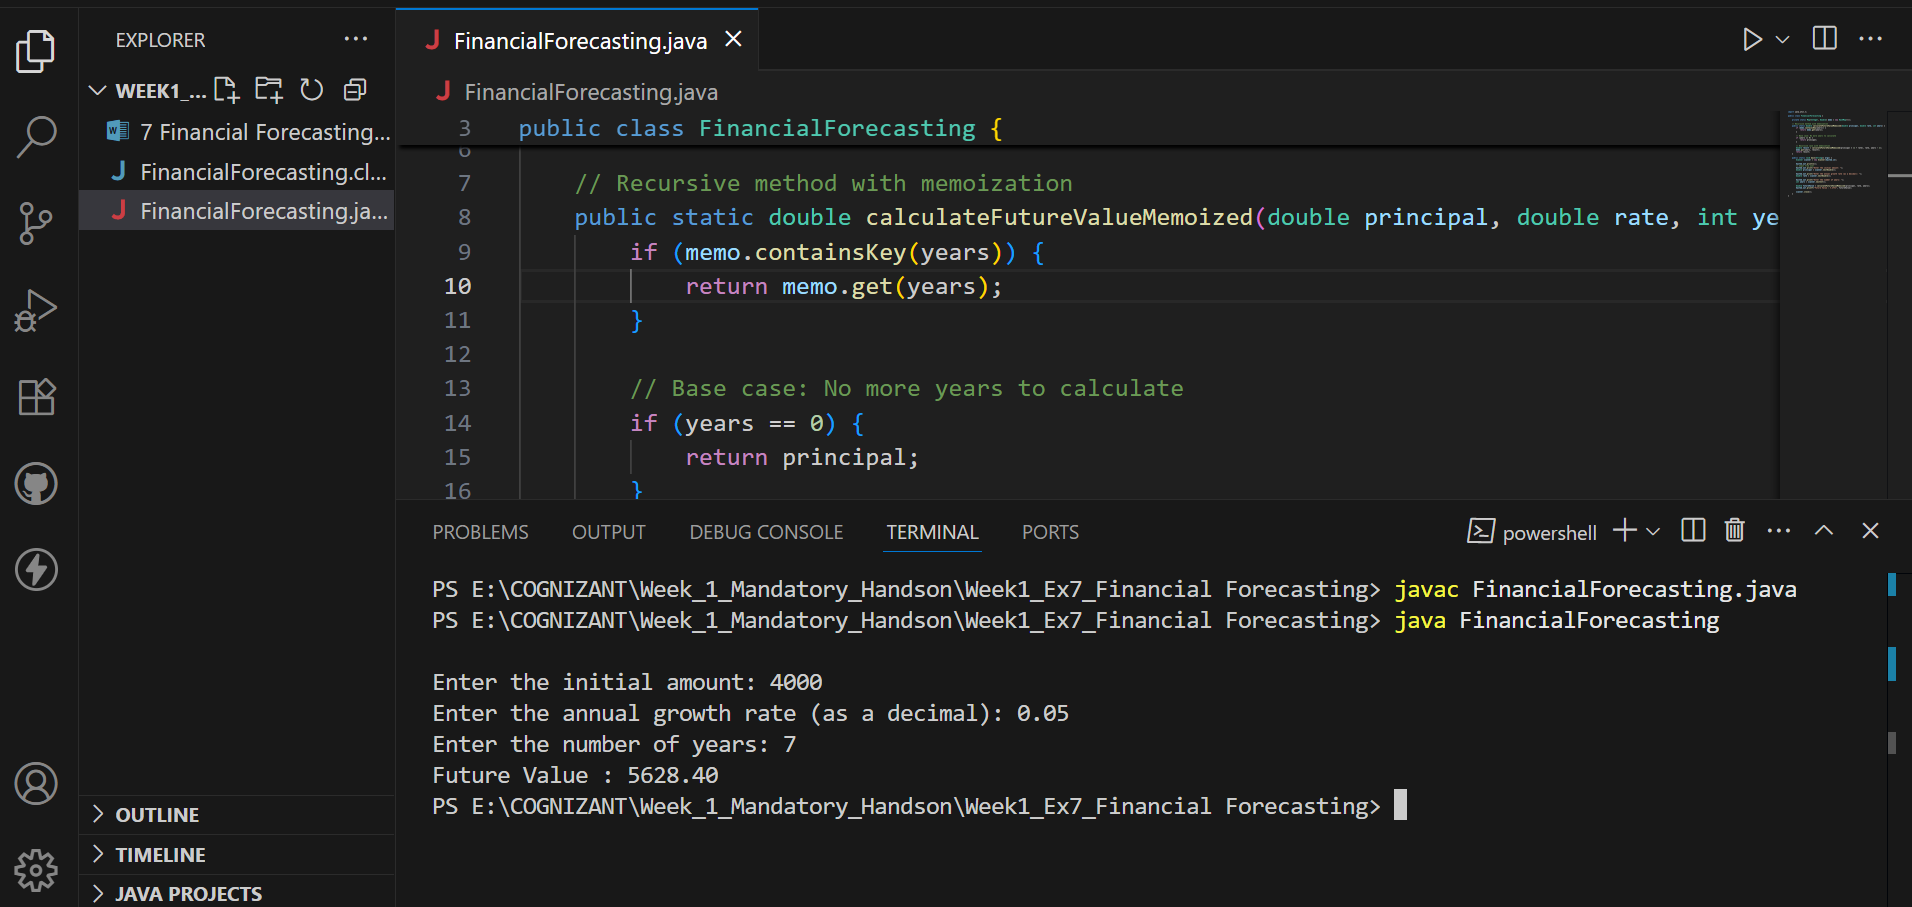 EXPLORER
WEEK1_...
7 Financial Forecasting...
FinancialForecasting.cl...
FinancialForecasting.ja...
OUTLINE
TIMELINE
JAVA PROJECTS
FinancialForecasting.java
FinancialForecasting.java
3 public class FinancialForecasting {
6
7 // Recursive method with memoization
8 public static double calculateFutureValueMemoized(double principal, double rate, int ye
9 if (memo.containsKey(years)) {
10 return memo.get(years);
11 }
12
13 // Base case: No more years to calculate
14 if (years == 0) {
15 return principal;
16 }
PROBLEMS OUTPUT DEBUG CONSOLE TERMINAL PORTS
powershell
PS E:\COGNIZANT\Week_1_Mandatory_Handson\Week1_Ex7_Financial Forecasting> javac FinancialForecasting.java
PS E:\COGNIZANT\Week_1_Mandatory_Handson\Week1_Ex7_Financial Forecasting> java FinancialForecasting
Enter the initial amount: 4000
Enter the annual growth rate (as a decimal): 0.05
Enter the number of years: 7
Future Value : 5628.40
PS E:\COGNIZANT\Week_1_Mandatory_Handson\Week1_Ex7_Financial Forecasting>